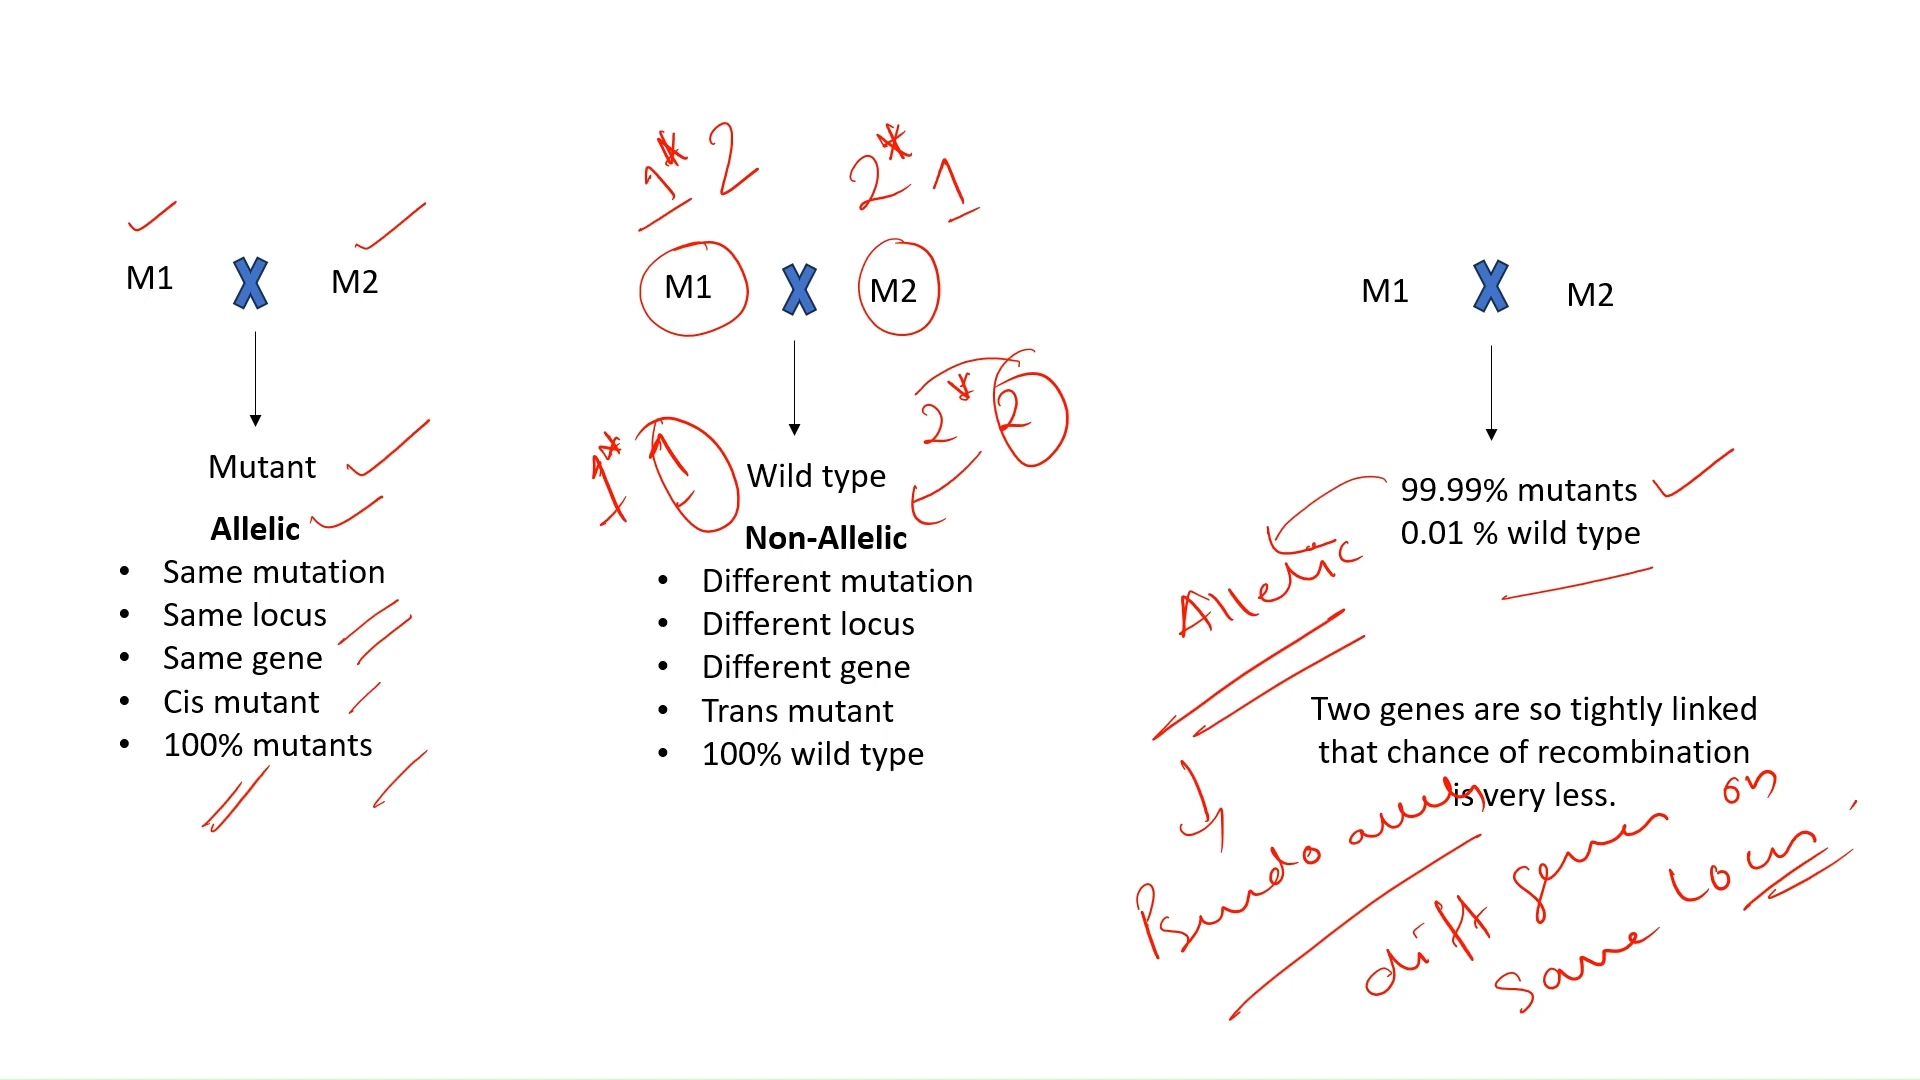 M1 M2
Mutant
Allelic
• Same mutation
• Same locus
• Same gene
• Cis mutant
• 100% mutants
1* 2 2* 1
M1 M2
1* 1 2* 2
Wild type
Non-Allelic
• Different mutation
• Different locus
• Different gene
• Trans mutant
• 100% wild type
M1 M2
99.99% mutants
0.01 % wild type
Allelic
Two genes are so tightly linked
that chance of recombination
is very less.
diff genes on
Same Locus